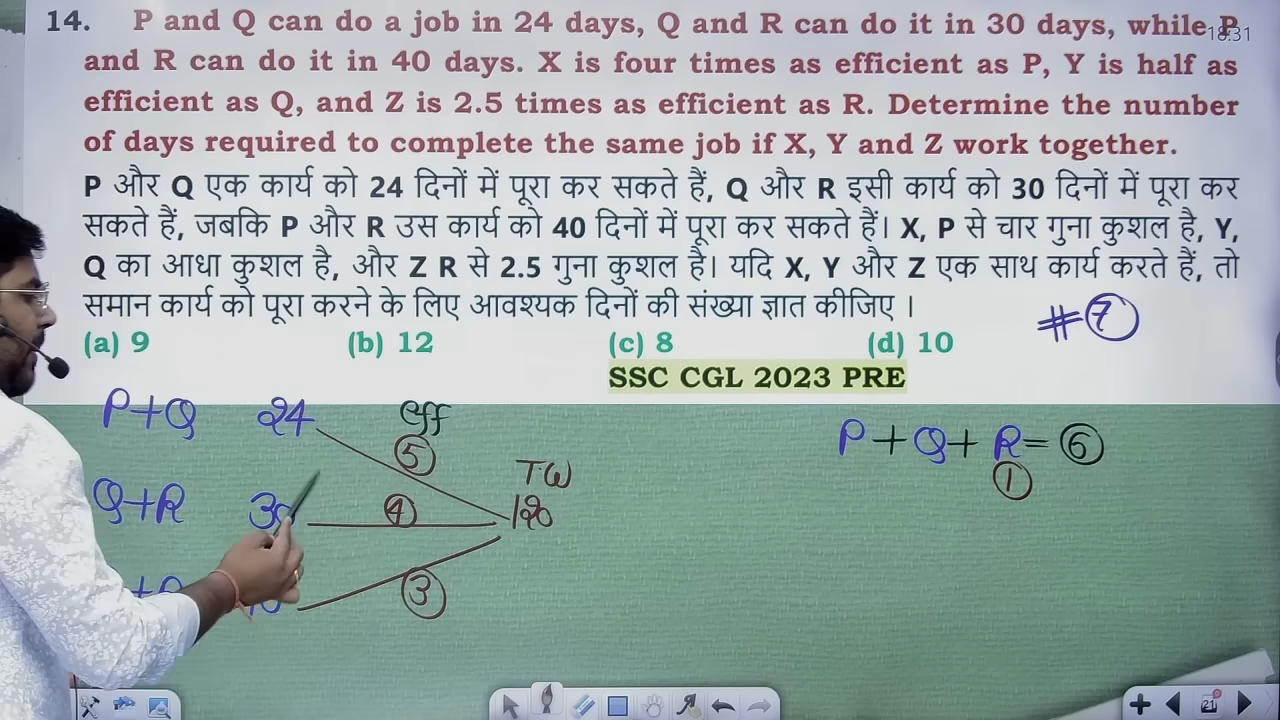 14. P and Q can do a job in 24 days, Q and R can do it in 30 days, while P
18:31
and R can do it in 40 days. X is four times as efficient as P, Y is half as
efficient as Q, and Z is 2.5 times as efficient as R. Determine the number
of days required to complete the same job if X, Y and Z work together.
P और Q एक कार्य को 24 दिनों में पूरा कर सकते हैं, Q और R इसी कार्य को 30 दिनों में पूरा कर
सकते हैं, जबकि P और R उस कार्य को 40 दिनों में पूरा कर सकते हैं। X, P से चार गुना कुशल है, Y,
Q का आधा कुशल है, और Z R से 2.5 गुना कुशल है। यदि X, Y और Z एक साथ कार्य करते हैं, तो
समान कार्य को पूरा करने के लिए आवश्यक दिनों की संख्या ज्ञात कीजिए ।
#7
(a) 9 (b) 12 (c) 8 (d) 10
SSC CGL 2023 PRE
P+Q 24 eff
5
P+Q+R=6
1
TW
Q+R 30 4 120
3
21